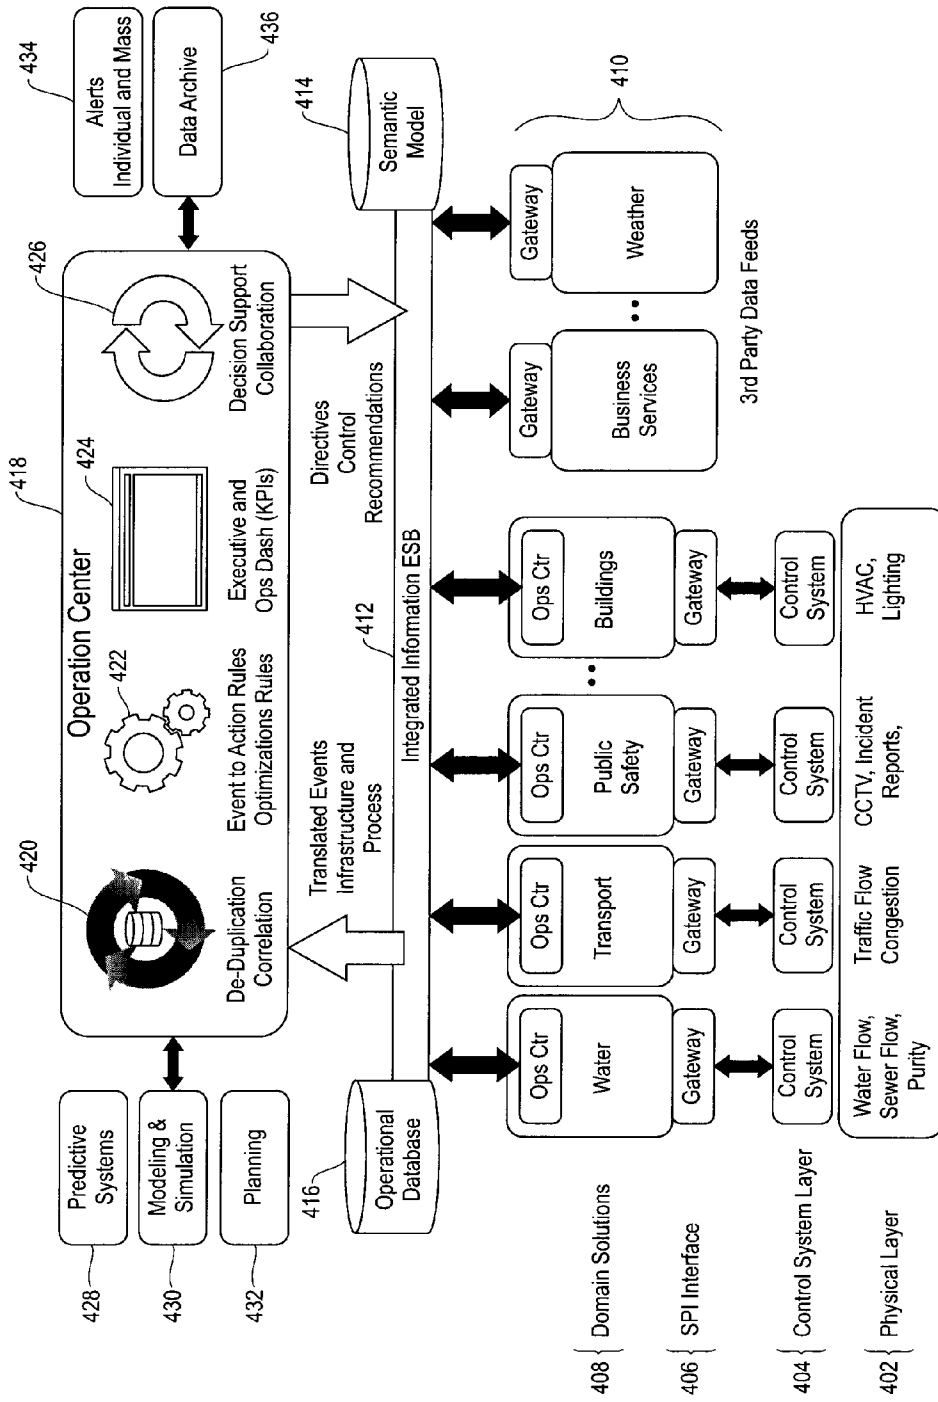 428
Predictive
Systems
430
Modeling &
Simulation
432
Planning
418
Operation Center
420
De-Duplication
Correlation
422
Event to Action Rules
Optimizations Rules
424
Executive and
Ops Dash (KPIs)
426
Decision Support
Collaboration
434
Alerts
Individual and Mass
Data Archive
436
Translated Events
Infrastructure and
Process
Directives
Control
Recommendations
416
Operational
Database
412
Integrated Information ESB
414
Semantic
Model
408
Domain Solutions
Ops Ctr
Water
Ops Ctr
Transport
Ops Ctr
Public
Safety
Ops Ctr
Buildings
Gateway
Business
Services
Gateway
Weather
410
3rd Party Data Feeds
406
SPI Interface
Gateway
Gateway
Gateway
Gateway
404
Control System Layer
Control
System
Control
System
Control
System
Control
System
402
Physical Layer
Water Flow,
Sewer Flow,
Purity
Traffic Flow
Congestion
CCTV, Incident
Reports,
HVAC,
Lighting